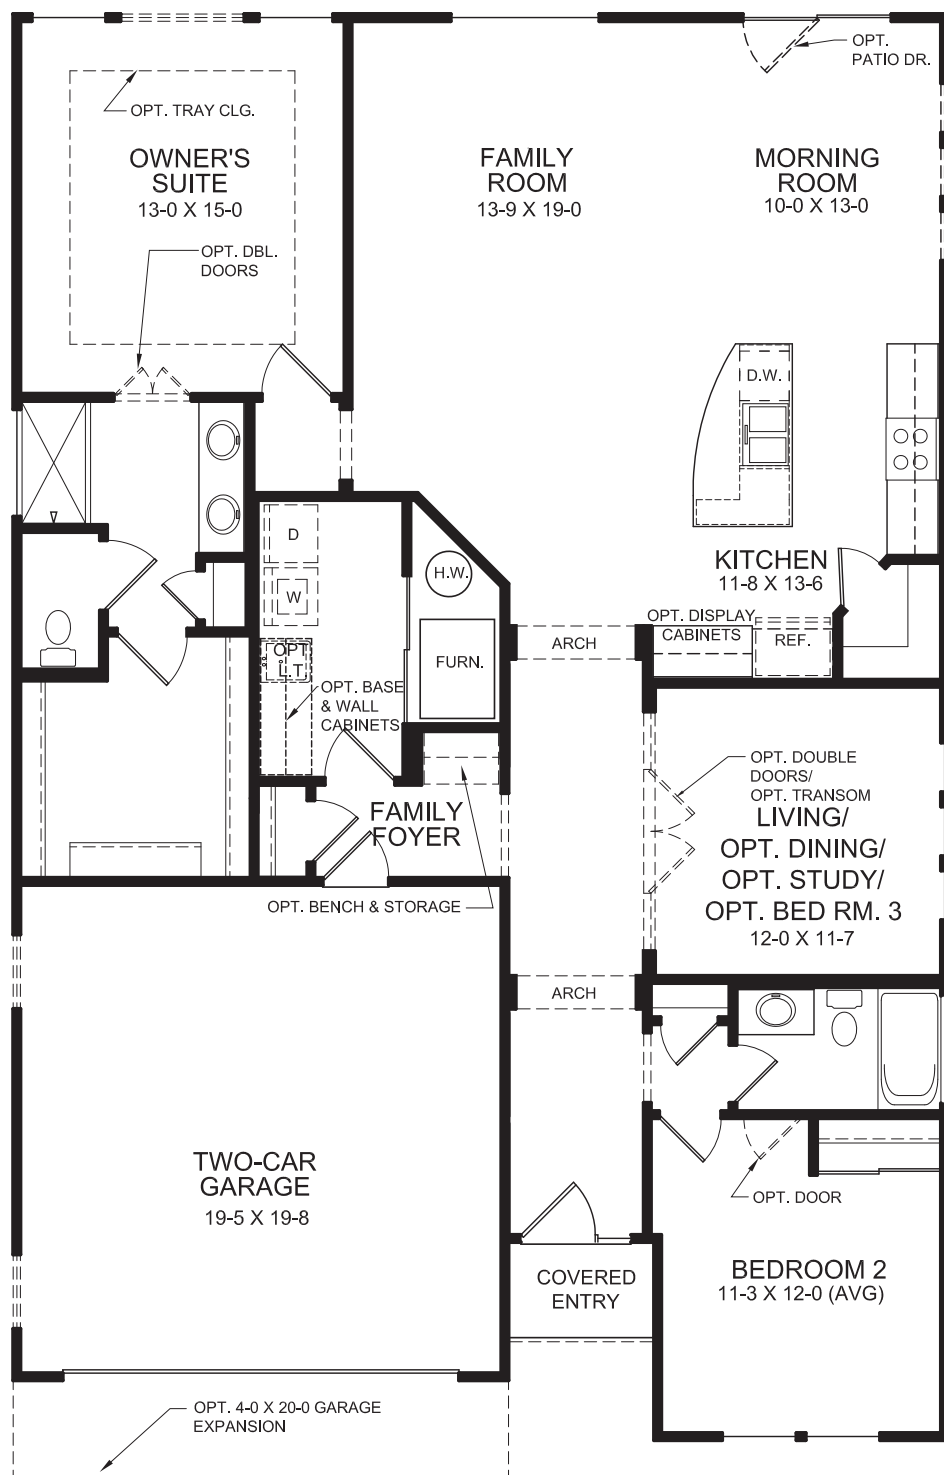 OPT.
PATIO DR.
OPT. TRAY CLG.
OWNER'S
SUITE
13-0 X 15-0
FAMILY
ROOM
13-9 X 19-0
MORNING
ROOM
10-0 X 13-0
OPT. DBL.
DOORS
D.W.
KITCHEN
11-8 X 13-6
D
W
H.W.
OPT. DISPLAY
CABINETS
REF.
ARCH
OPT
L.T
FURN.
OPT. BASE
& WALL
CABINETS
OPT. DOUBLE
DOORS/
OPT. TRANSOM
LIVING/
OPT. DINING/
OPT. STUDY/
OPT. BED RM. 3
12-0 X 11-7
FAMILY
FOYER
OPT. BENCH & STORAGE
ARCH
TWO-CAR
GARAGE
19-5 X 19-8
OPT. DOOR
COVERED
ENTRY
BEDROOM 2
11-3 X 12-0 (AVG)
OPT. 4-0 X 20-0 GARAGE
EXPANSION